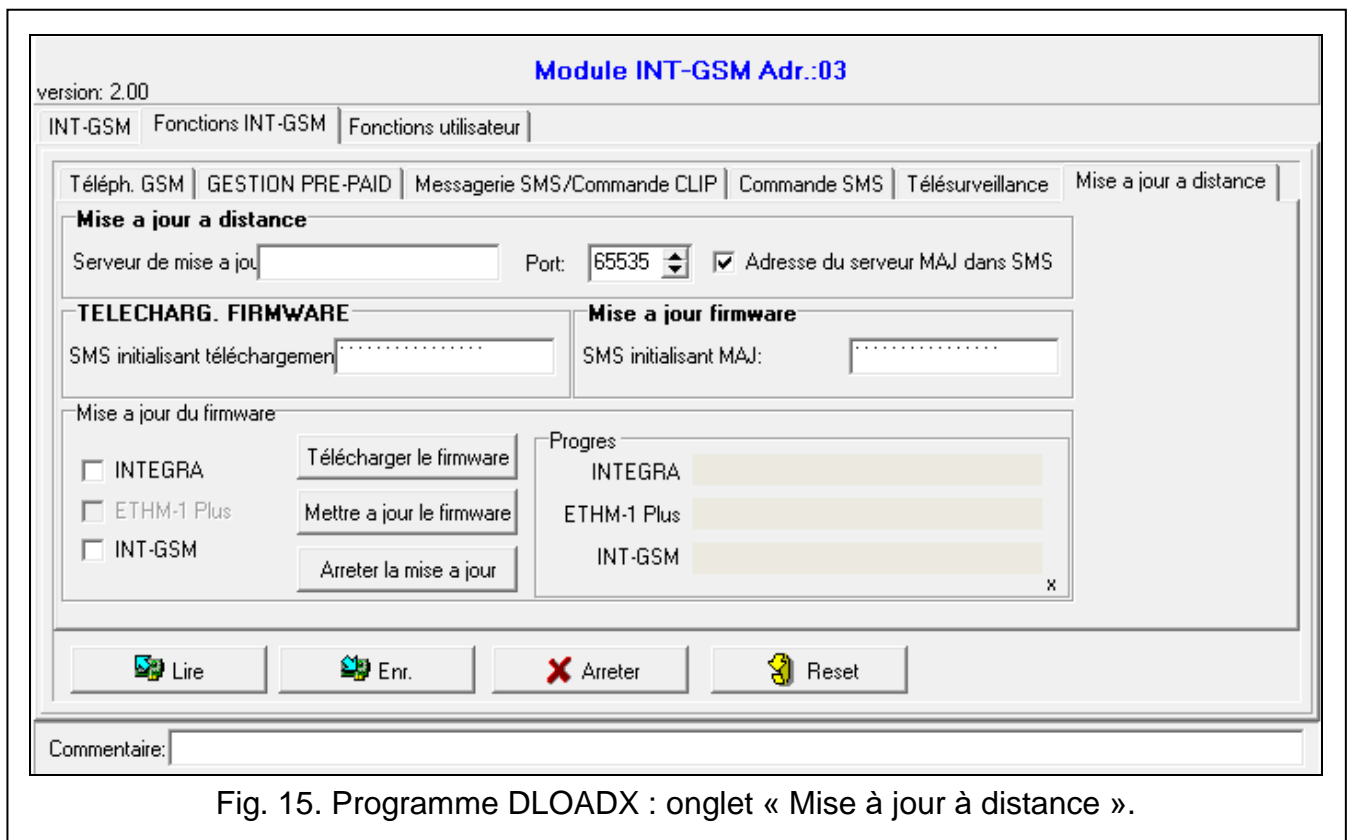 Module INT-GSM Adr.:03
version: 2.00
INT-GSM Fonctions INT-GSM Fonctions utilisateur
Téléph. GSM GESTION PRE-PAID Messagerie SMS/Commande CLIP Commande SMS Télésurveillance Mise a jour a distance
Mise a jour a distance
Serveur de mise a jou Port: 65535 Adresse du serveur MAJ dans SMS
TELECHARG. FIRMWARE Mise a jour firmware
SMS initialisant téléchargemen ................ SMS initialisant MAJ: ................
Mise a jour du firmware
Télécharger le firmware Progres
INTEGRA INTEGRA
ETHM-1 Plus Mettre a jour le firmware ETHM-1 Plus
INT-GSM Arreter la mise a jour INT-GSM
x
Lire Enr. Arreter Reset
Commentaire:
Fig. 15. Programme DLOADX : onglet « Mise à jour à distance ».